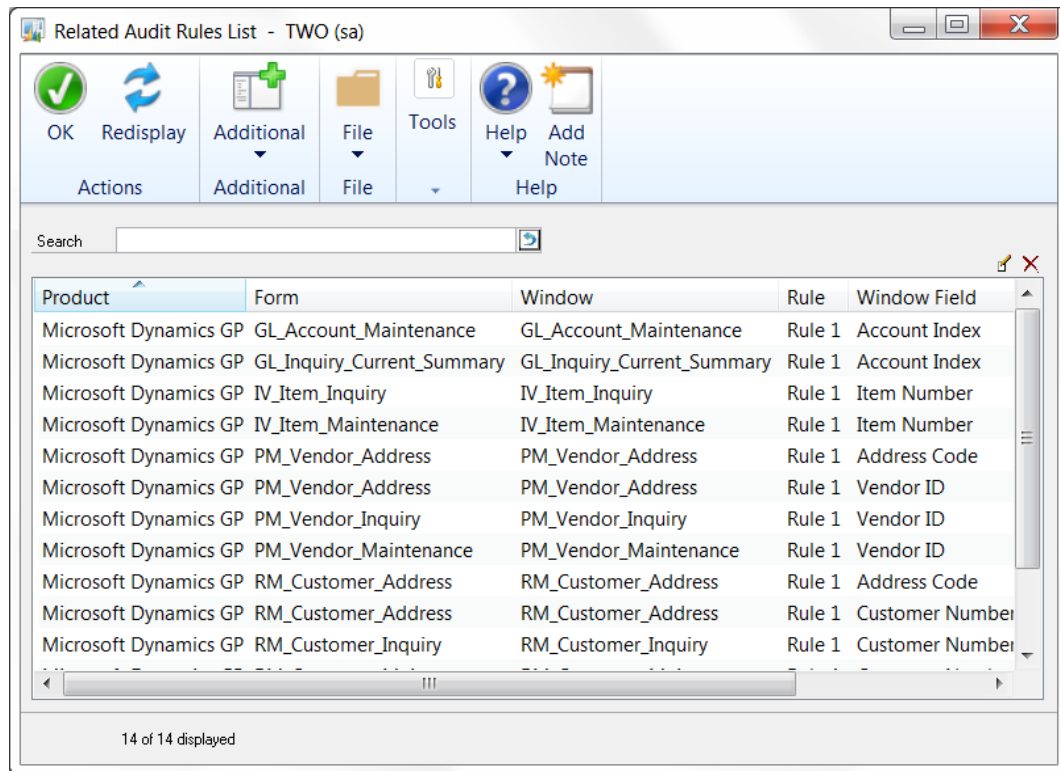 Related Audit Rules List - TWO (sa)
OK Redisplay Additional File Tools Help Add Note
Actions Additional File Help
Search
Product Form Window Rule Window Field
Microsoft Dynamics GP GL_Account_Maintenance GL_Account_Maintenance Rule 1 Account Index
Microsoft Dynamics GP GL_Inquiry_Current_Summary GL_Inquiry_Current_Summary Rule 1 Account Index
Microsoft Dynamics GP IV_Item_Inquiry IV_Item_Inquiry Rule 1 Item Number
Microsoft Dynamics GP IV_Item_Maintenance IV_Item_Maintenance Rule 1 Item Number
Microsoft Dynamics GP PM_Vendor_Address PM_Vendor_Address Rule 1 Address Code
Microsoft Dynamics GP PM_Vendor_Address PM_Vendor_Address Rule 1 Vendor ID
Microsoft Dynamics GP PM_Vendor_Inquiry PM_Vendor_Inquiry Rule 1 Vendor ID
Microsoft Dynamics GP PM_Vendor_Maintenance PM_Vendor_Maintenance Rule 1 Vendor ID
Microsoft Dynamics GP RM_Customer_Address RM_Customer_Address Rule 1 Address Code
Microsoft Dynamics GP RM_Customer_Address RM_Customer_Address Rule 1 Customer Number
Microsoft Dynamics GP RM_Customer_Inquiry RM_Customer_Inquiry Rule 1 Customer Number
14 of 14 displayed